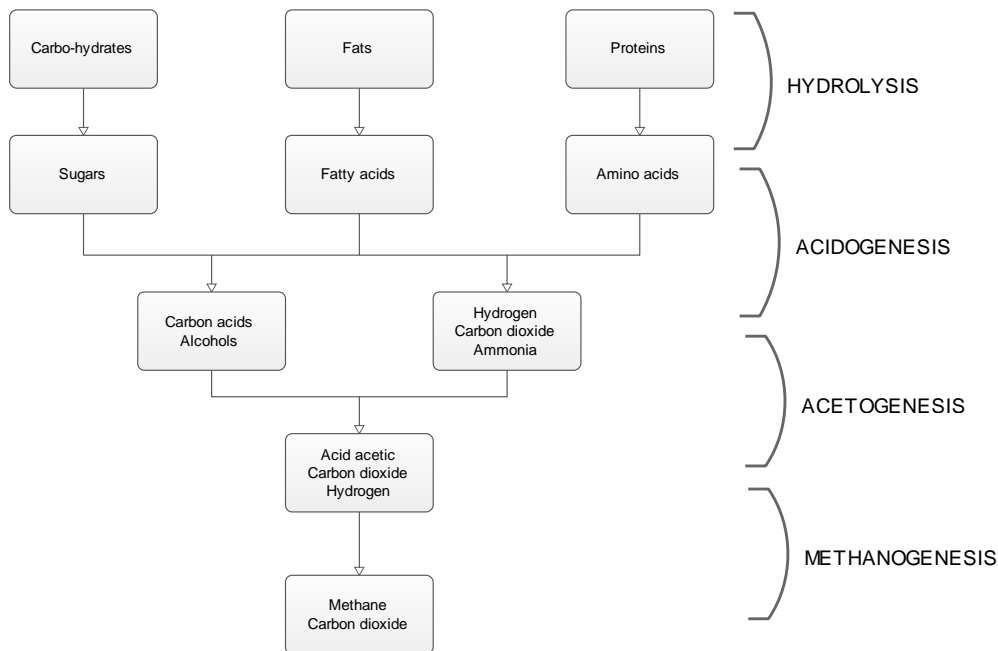 Carbo-hydrates
Fats
Proteins
HYDROLYSIS
Sugars
Fatty acids
Amino acids
ACIDOGENESIS
Carbon acids
Alcohols
Hydrogen
Carbon dioxide
Ammonia
ACETOGENESIS
Acid acetic
Carbon dioxide
Hydrogen
METHANOGENESIS
Methane
Carbon dioxide